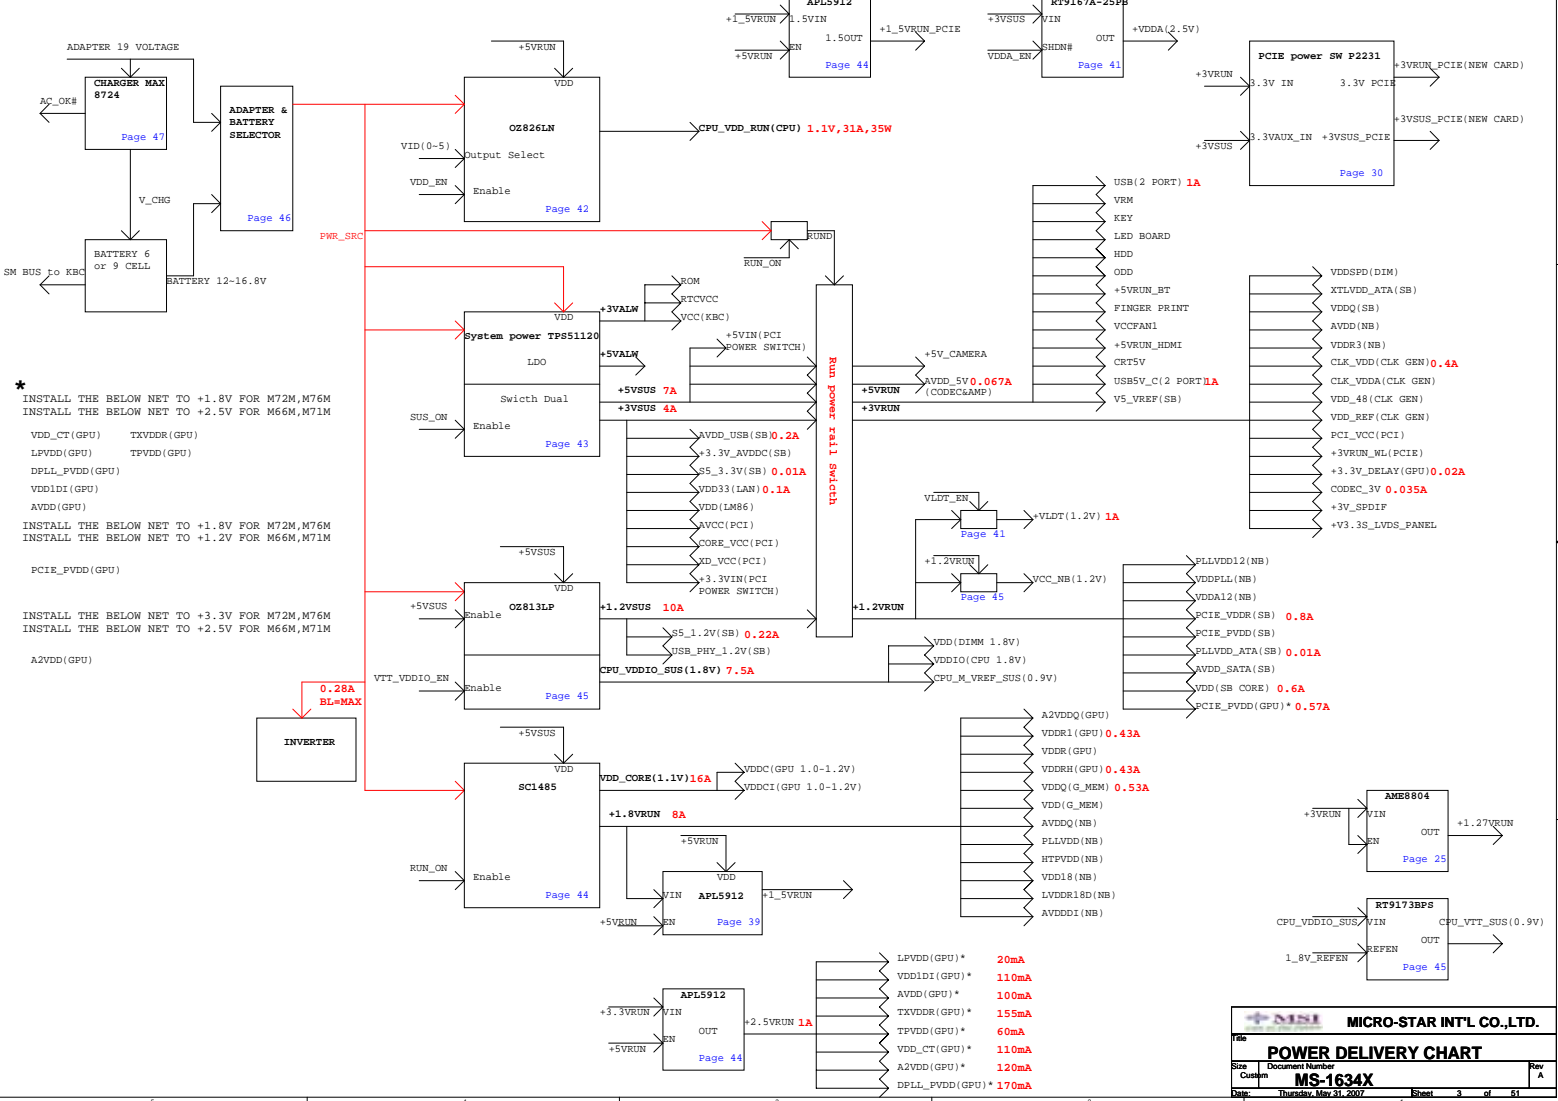 ADAPTER 19 VOLTAGE
CHARGER MAX
8724
AC_OK#
Page 47
V_CHG
BATTERY 6
or 9 CELL
SM BUS to KBC
BATTERY 12~16.8V
ADAPTER &
BATTERY
SELECTOR
Page 46
PWR_SRC
+5VRUN
VDD
OZ826LN
VID(0~5)
Output Select
VDD_EN
Enable
Page 42
CPU_VDD_RUN(CPU) 1.1V,31A,35W
APL5912
+1_5VRUN
1.5VIN
1.5OUT
+1_5VRUN_PCIE
+5VRUN
EN
Page 44
RT9167A-25PB
+3VSUS
VIN
OUT
+VDDA(2.5V)
VDDA_EN
SHDN#
Page 41
PCIE power SW P2231
+3VRUN
3.3V IN
3.3V PCIE
+3VRUN_PCIE(NEW CARD)
+3VSUS
3.3VAUX_IN
+3VSUS_PCIE
+3VSUS_PCIE(NEW CARD)
Page 30
RUND
RUN_ON
VDD
System power TPS51120
LDO
Swicth Dual
SUS_ON
Enable
Page 43
+3VALW
ROM
RTCVCC
VCC(KBC)
+5VALW
+5VIN(PCI
POWER SWITCH)
+5VSUS 7A
+3VSUS 4A
AVDD_USB(SB) 0.2A
+3.3V_AVDDC(SB)
S5_3.3V(SB) 0.01A
VDD33(LAN) 0.1A
VDD(LM86)
AVCC(PCI)
CORE_VCC(PCI)
XD_VCC(PCI)
+3.3VIN(PCI
POWER SWITCH)
Run power rail Swicth
+5V_CAMERA
AVDD_5V 0.067A
(CODEC&AMP)
+5VRUN
+3VRUN
USB(2 PORT) 1A
VRM
KEY
LED BOARD
HDD
ODD
+5VRUN_BT
FINGER PRINT
VCCFAN1
+5VRUN_HDMI
CRT5V
USB5V_C(2 PORT) 1A
V5_VREF(SB)
VDDSPD(DIM)
XTLVDD_ATA(SB)
VDDQ(SB)
AVDD(NB)
VDDR3(NB)
CLK_VDD(CLK GEN) 0.4A
CLK_VDDA(CLK GEN)
VDD_48(CLK GEN)
VDD_REF(CLK GEN)
PCI_VCC(PCI)
+3VRUN_WL(PCIE)
+3.3V_DELAY(GPU) 0.02A
CODEC_3V 0.035A
+3V_SPDIF
+V3.3S_LVDS_PANEL
*
INSTALL THE BELOW NET TO +1.8V FOR M72M,M76M
INSTALL THE BELOW NET TO +2.5V FOR M66M,M71M
VDD_CT(GPU) TXVDDR(GPU)
LPVDD(GPU) TPVDD(GPU)
DPLL_PVDD(GPU)
VDD1DI(GPU)
AVDD(GPU)
INSTALL THE BELOW NET TO +1.8V FOR M72M,M76M
INSTALL THE BELOW NET TO +1.2V FOR M66M,M71M
PCIE_PVDD(GPU)
INSTALL THE BELOW NET TO +3.3V FOR M72M,M76M
INSTALL THE BELOW NET TO +2.5V FOR M66M,M71M
A2VDD(GPU)
0.28A
BL=MAX
INVERTER
+5VSUS
VDD
OZ813LP
+5VSUS
Enable
VTT_VDDIO_EN
Enable
Page 45
+1.2VSUS 10A
S5_1.2V(SB) 0.22A
USB_PHY_1.2V(SB)
CPU_VDDIO_SUS(1.8V) 7.5A
VDD(DIMM 1.8V)
VDDIO(CPU 1.8V)
CPU_M_VREF_SUS(0.9V)
+1.2VRUN
VLDT_EN
+VLDT(1.2V) 1A
Page 41
+1.2VRUN
VCC_NB(1.2V)
Page 45
PLLVDD12(NB)
VDDPLL(NB)
VDDA12(NB)
PCIE_VDDR(SB) 0.8A
PCIE_PVDD(SB)
PLLVDD_ATA(SB) 0.01A
AVDD_SATA(SB)
VDD(SB CORE) 0.6A
PCIE_PVDD(GPU)* 0.57A
+5VSUS
VDD
SC1485
RUN_ON
Enable
Page 44
VDD_CORE(1.1V) 16A
VDDC(GPU 1.0-1.2V)
VDDCI(GPU 1.0-1.2V)
+1.8VRUN 8A
A2VDDQ(GPU)
VDDR1(GPU) 0.43A
VDDR(GPU)
VDDRH(GPU) 0.43A
VDDQ(G_MEM) 0.53A
VDD(G_MEM)
AVDDQ(NB)
PLLVDD(NB)
HTPVDD(NB)
VDD18(NB)
LVDDR18D(NB)
AVDDDI(NB)
+5VRUN
VDD
VIN
APL5912
+1_5VRUN
+5VRUN
EN
Page 39
APL5912
+3.3VRUN
VIN
OUT
+5VRUN
EN
Page 44
+2.5VRUN 1A
LPVDD(GPU)* 20mA
VDD1DI(GPU)* 110mA
AVDD(GPU)* 100mA
TXVDDR(GPU)* 155mA
TPVDD(GPU)* 60mA
VDD_CT(GPU)* 110mA
A2VDD(GPU)* 120mA
DPLL_PVDD(GPU)* 170mA
AME8804
+3VRUN
VIN
OUT
+1.27VRUN
EN
Page 25
RT9173BPS
CPU_VDDIO_SUS
VIN
CPU_VTT_SUS(0.9V)
OUT
1_8V_REFEN
REFEN
Page 45
MSI
MICRO-STAR INT'L CO.,LTD.
Title
POWER DELIVERY CHART
Size Document Number Rev
Custom MS-1634X A
Date: Thursday, May 31, 2007 Sheet 3 of 51